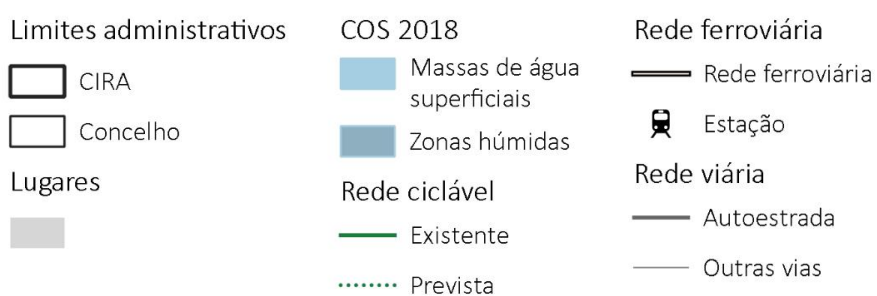 Limites administrativos
CIRA
Concelho
Lugares
COS 2018
Massas de água
superficiais
Zonas húmidas
Rede ciclável
Existente
Prevista
Rede ferroviária
Rede ferroviária
Estação
Rede viária
Autoestrada
Outras vias